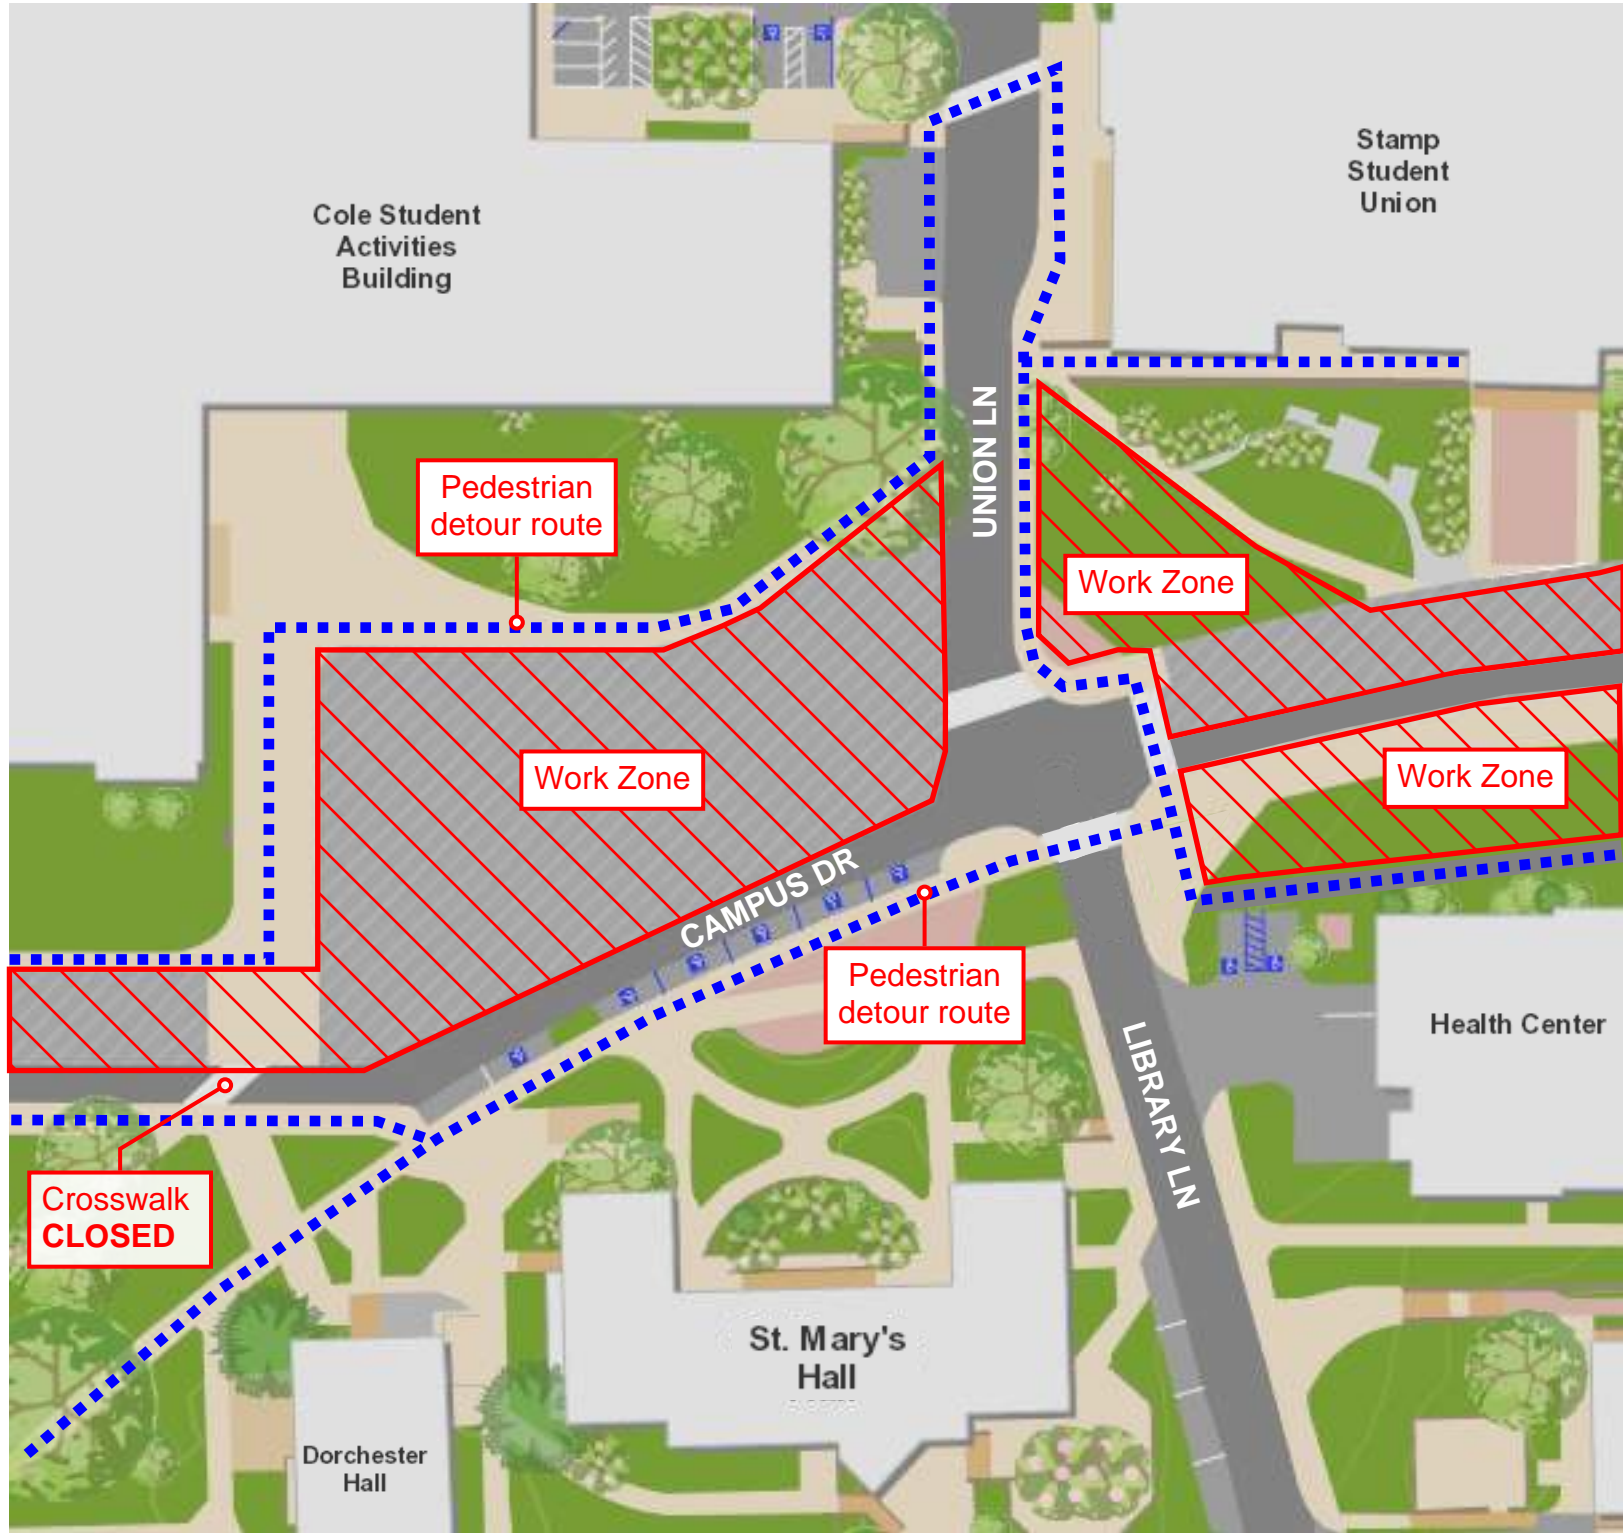 Stamp
Student
Union
Cole Student
Activities
Building
UNION LN
Pedestrian
detour route
Work Zone
Work Zone
Work Zone
CAMPUS DR
Pedestrian
detour route
Health Center
LIBRARY LN
Crosswalk
CLOSED
St. Mary's
Hall
Dorchester
Hall